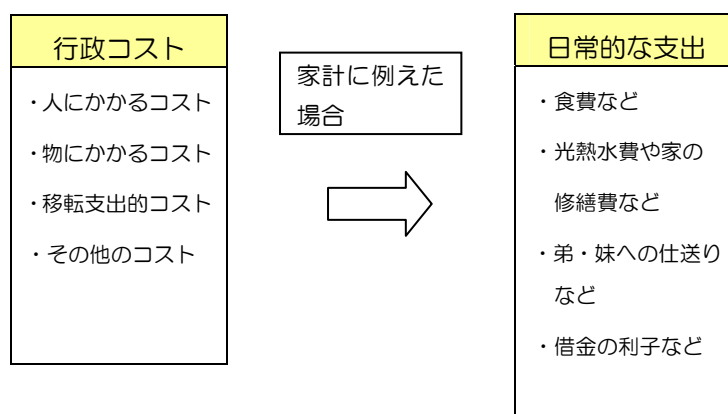 行政コスト
・人にかかるコスト
・物にかかるコスト
・移転支出的コスト
・その他のコスト
家計に例えた
場合
日常的な支出
・食費など
・光熱水費や家の
修繕費など
・弟・妹への仕送り
など
・借金の利子など